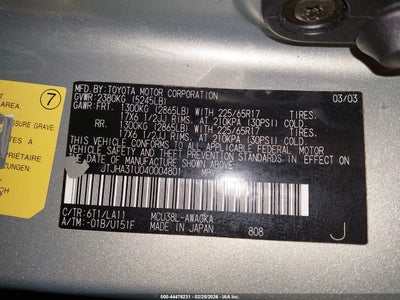 7
AREA
PRESSURE GRAVE.
MFD.BY:TOYOTA MOTOR CORPORATION 03/03
GVWR:2380KG (5245LB)
GAWR:FRT. 1300KG (2865LB) WITH 225/65R17 TIRES.
17X6 1/2JJ RIMS. AT 210KPA (30PSI) COLD.
RR. 1300KG (2865LB) WITH 225/65R17 TIRES.
17X6 1/2JJ RIMS. AT 210KPA (30PSI) COLD.
THIS VEHICLE CONFORMS TO ALL APPLICABLE FEDERAL MOTOR
VEHICLE SAFETY STANDARDS IN EFFECT ON THE DATE OF
MANUFACTURE SHOWN ABOVE.
JTJHA31U040004801 MPV
C/TR:6T1/LA11 MCU38L-AWAGKA
A/TM:-01B/U151F MADE IN JAPAN 808 J
000-44476231 - 02/25/2026 - IAA Inc. Copyright